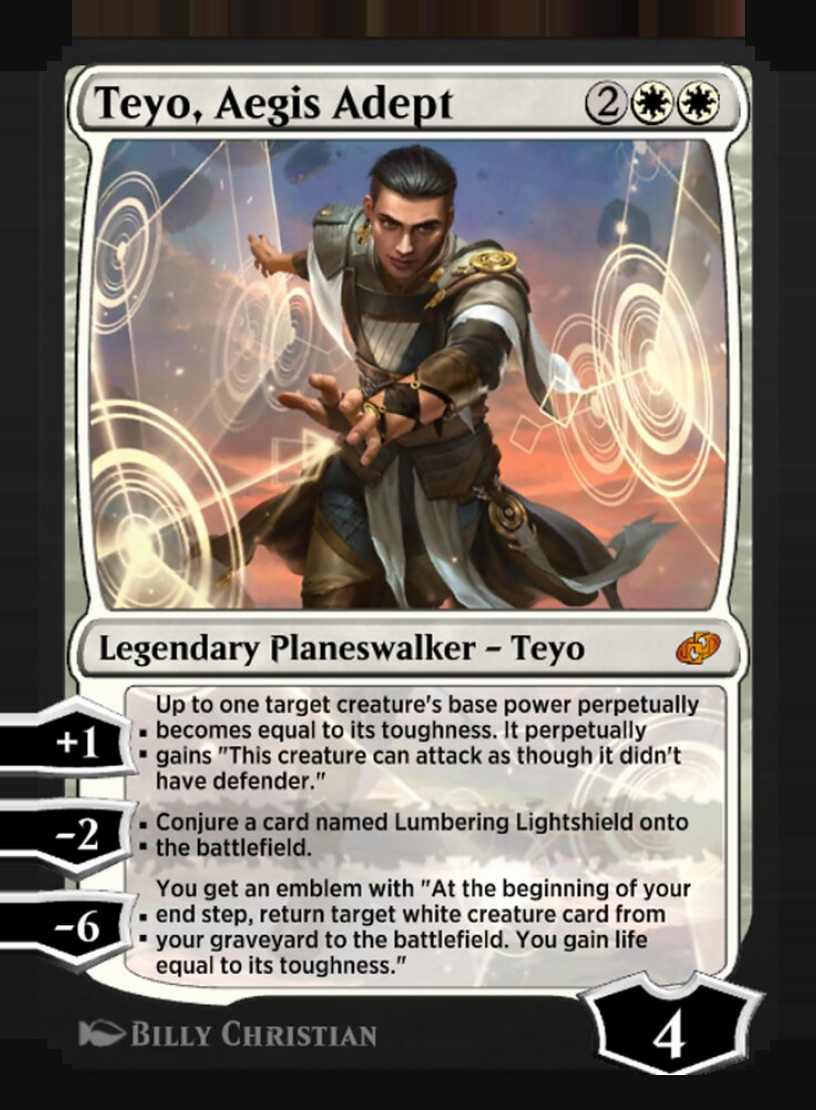 Teyo, Aegis Adept 2
Legendary Planeswalker – Teyo
+1
Up to one target creature's base power perpetually
becomes equal to its toughness. It perpetually
gains "This creature can attack as though it didn't
have defender."
-2
Conjure a card named Lumbering Lightshield onto
the battlefield.
-6
You get an emblem with "At the beginning of your
end step, return target white creature card from
your graveyard to the battlefield. You gain life
equal to its toughness."
4
Billy Christian